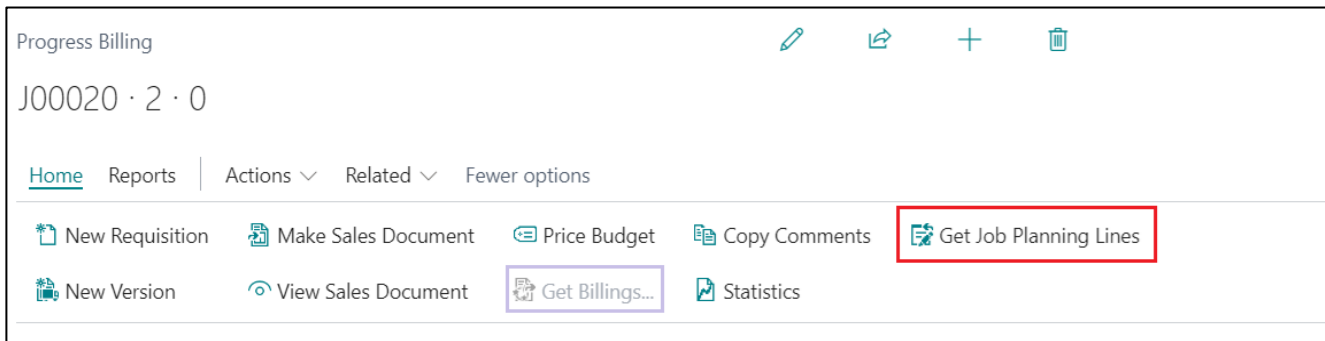 Progress Billing
J00020 · 2 · 0
Home Reports Actions Related Fewer options
New Requisition Make Sales Document Price Budget Copy Comments Get Job Planning Lines
New Version View Sales Document Get Billings... Statistics